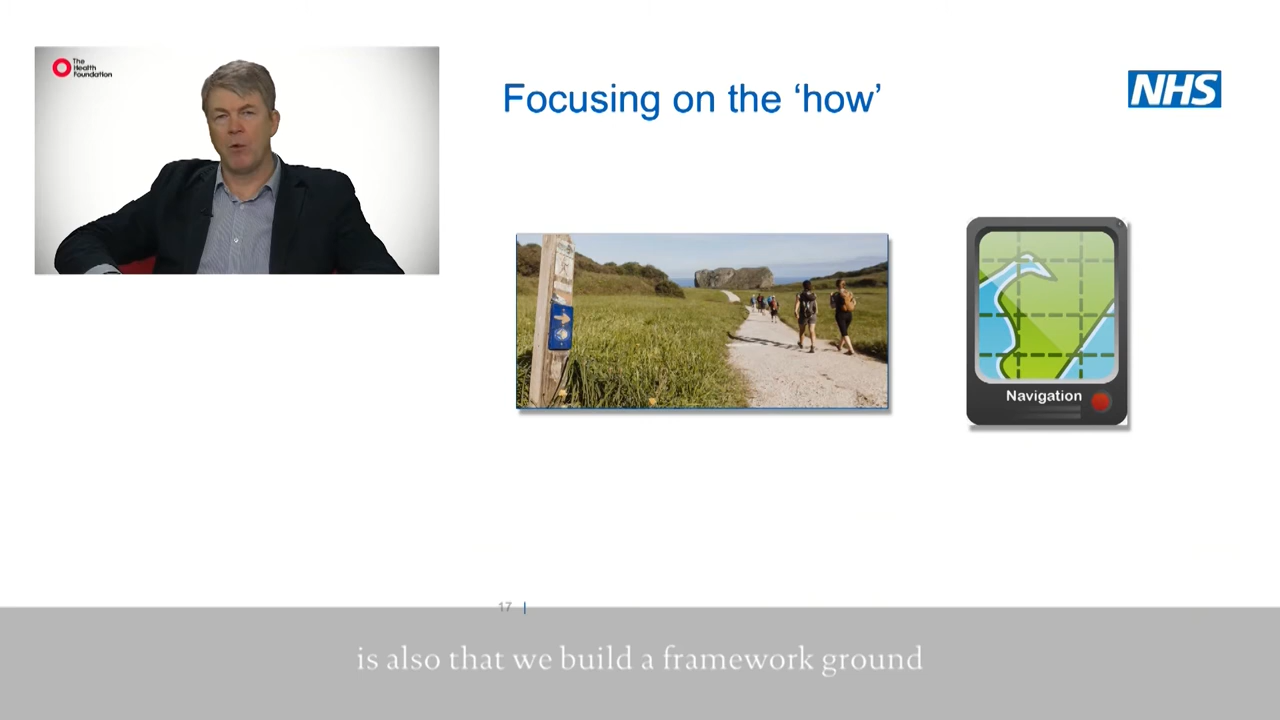 The
Health
Foundation
Focusing on the ‘how’
NHS
Navigation
17
is also that we build a framework ground